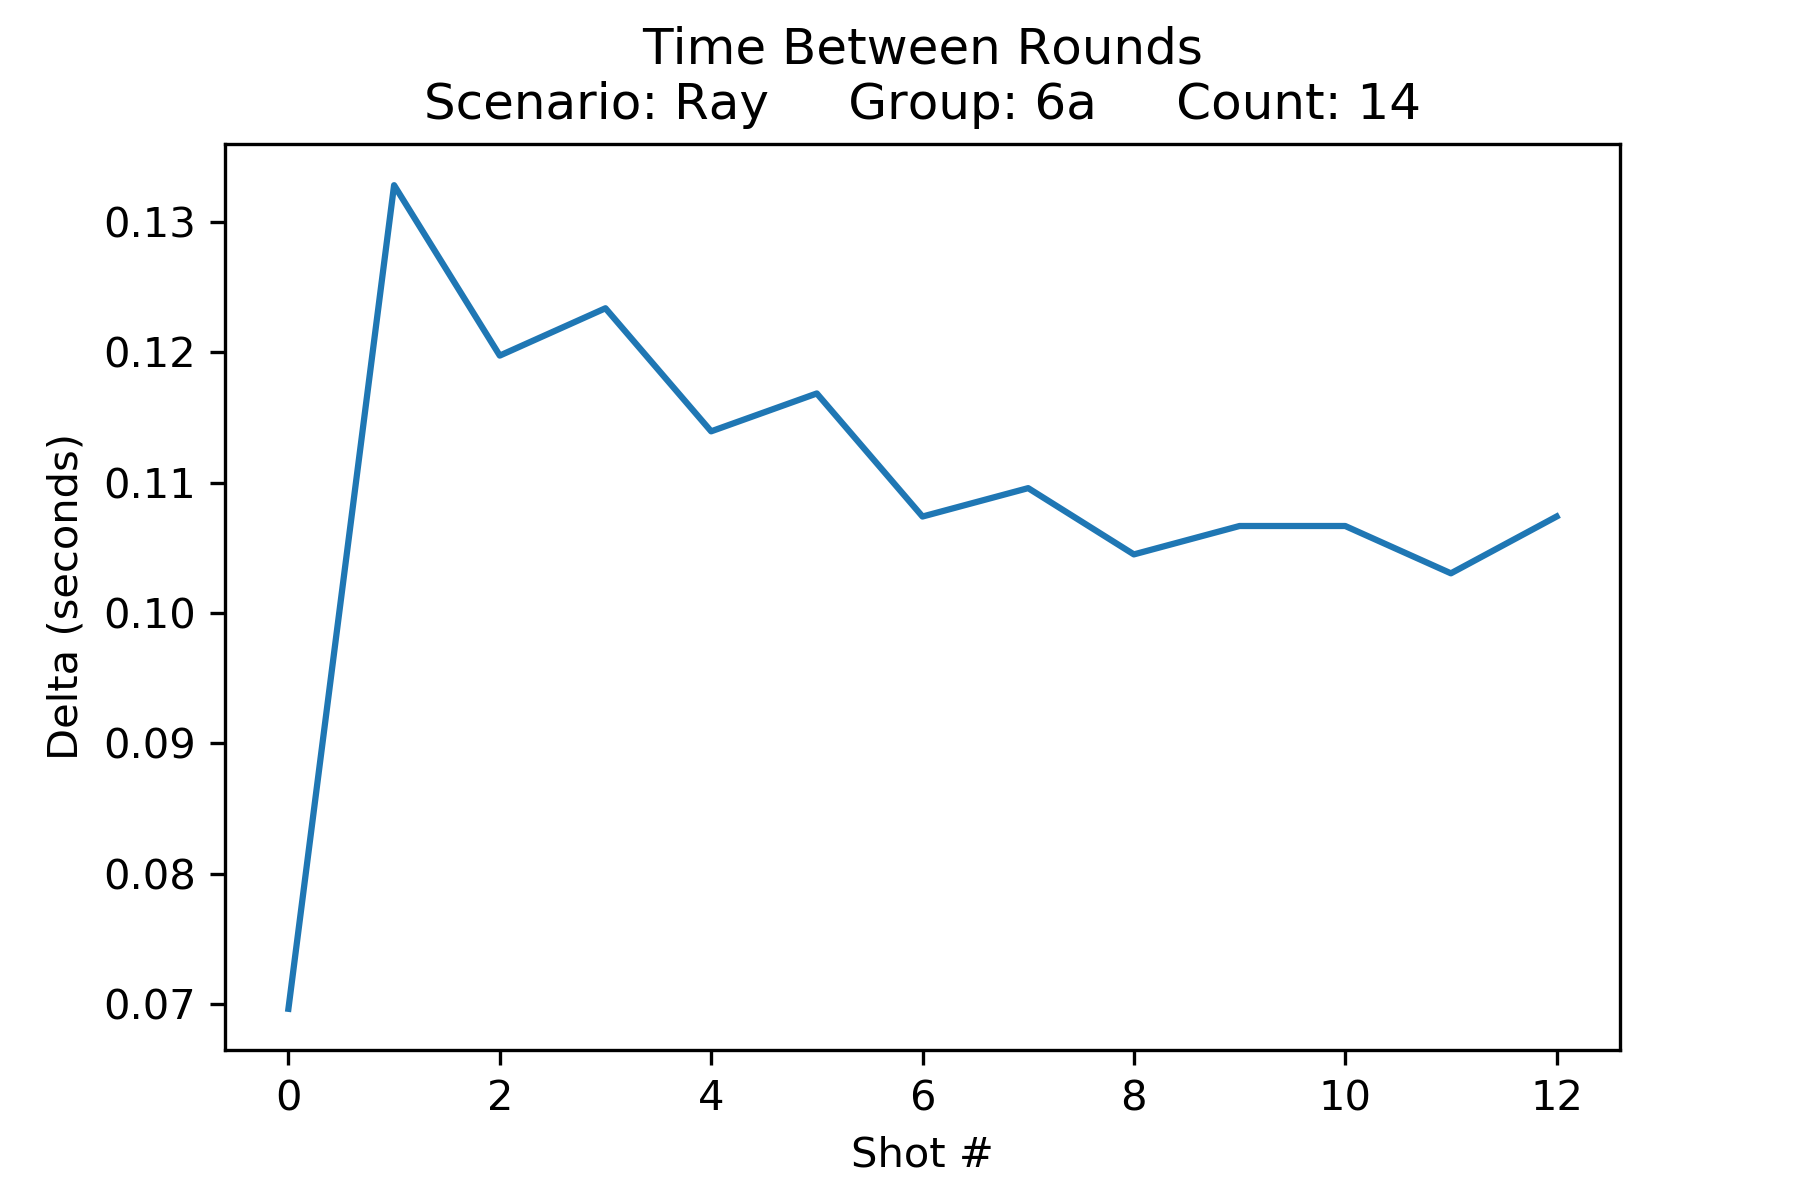 Time Between Rounds
Scenario: Ray     Group: 6a     Count: 14
0.13
0.12
0.11
0.10
0.09
0.08
0.07
Delta (seconds)
0 2 4 6 8 10 12
Shot #